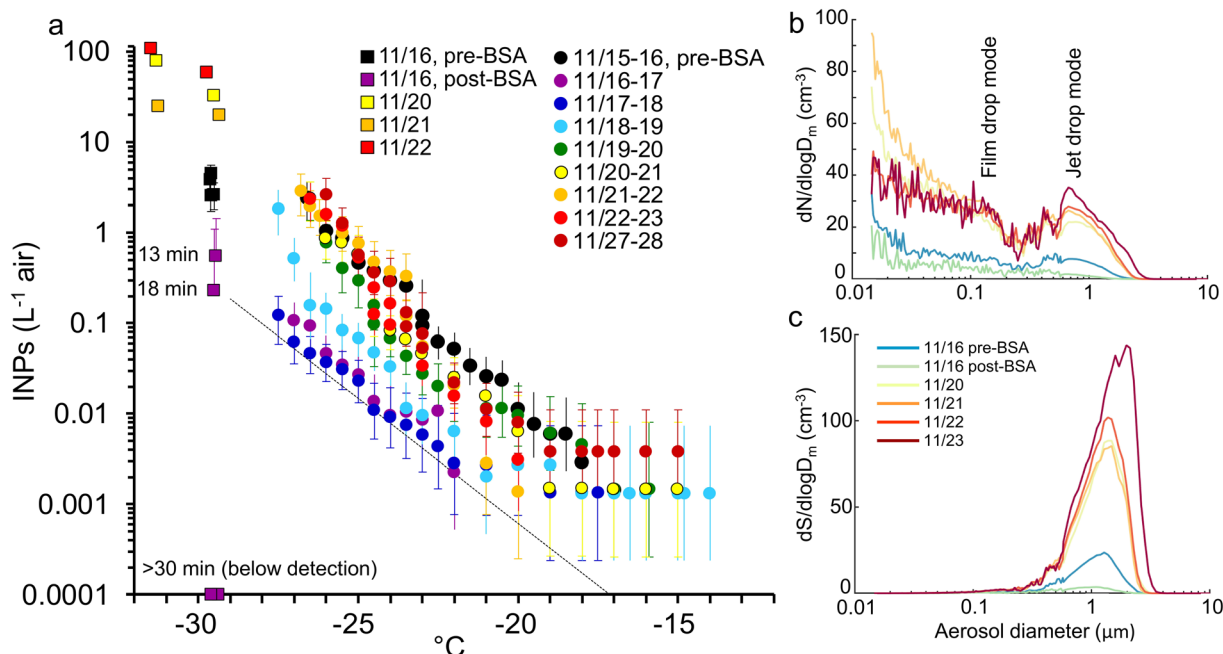 a
100
10
1
0.1
0.01
0.001
0.0001
INPs (L⁻¹ air)
-30
-25
-20
-15
°C
11/16, pre-BSA
11/16, post-BSA
11/20
11/21
11/22
11/15-16, pre-BSA
11/16-17
11/17-18
11/18-19
11/19-20
11/20-21
11/21-22
11/22-23
11/27-28
13 min
18 min
>30 min (below detection)
b
dN/dlogDₘ (cm⁻³)
100
80
60
40
20
0
Film drop mode
Jet drop mode
0.01
0.1
1
10
c
dS/dlogDₘ (cm⁻³)
150
100
50
0
11/16 pre-BSA
11/16 post-BSA
11/20
11/21
11/22
11/23
0.01
0.1
1
10
Aerosol diameter (μm)